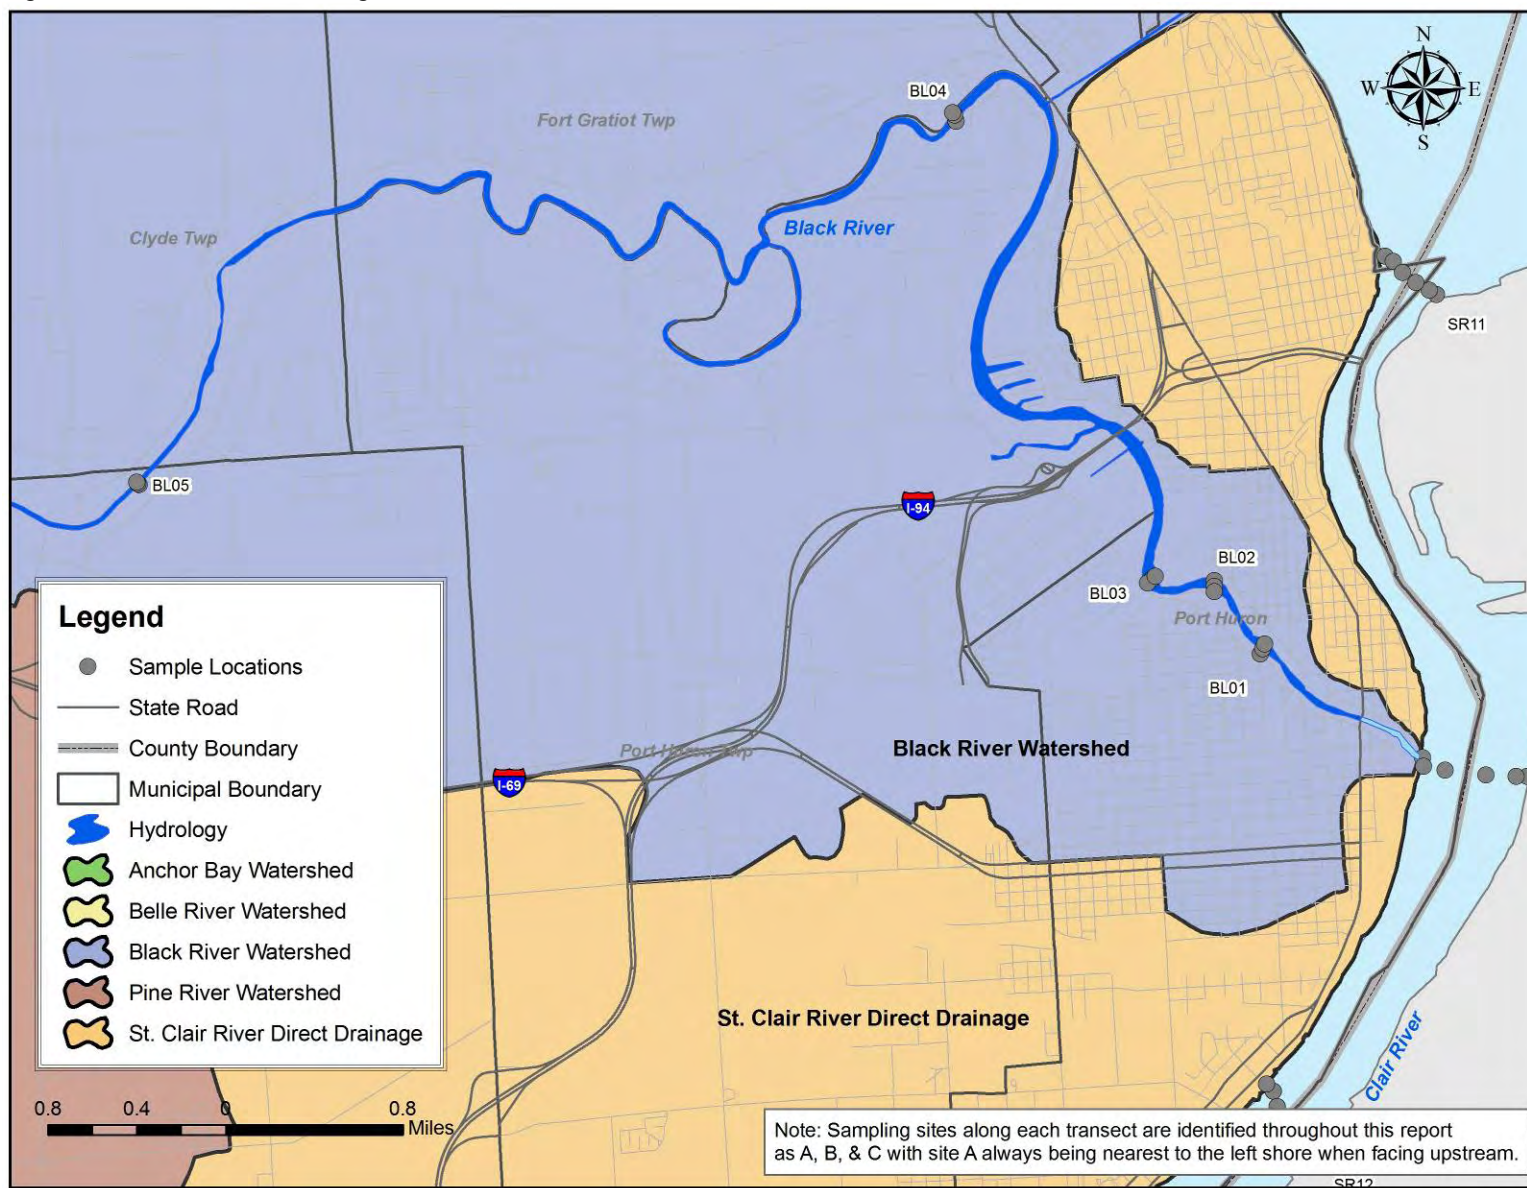 N
W
E
S
BL04
Fort Gratiot Twp
Black River
Clyde Twp
SR11
BL05
I-94
BL02
BL03
Port Huron
BL01
Black River Watershed
Port Huron Twp
I-69
Legend
Sample Locations
State Road
County Boundary
Municipal Boundary
Hydrology
Anchor Bay Watershed
Belle River Watershed
Black River Watershed
Pine River Watershed
St. Clair River Direct Drainage
St. Clair River Direct Drainage
Clair River
0.8 0.4 0 0.8
Miles
Note: Sampling sites along each transect are identified throughout this report
as A, B, & C with site A always being nearest to the left shore when facing upstream.
SR12